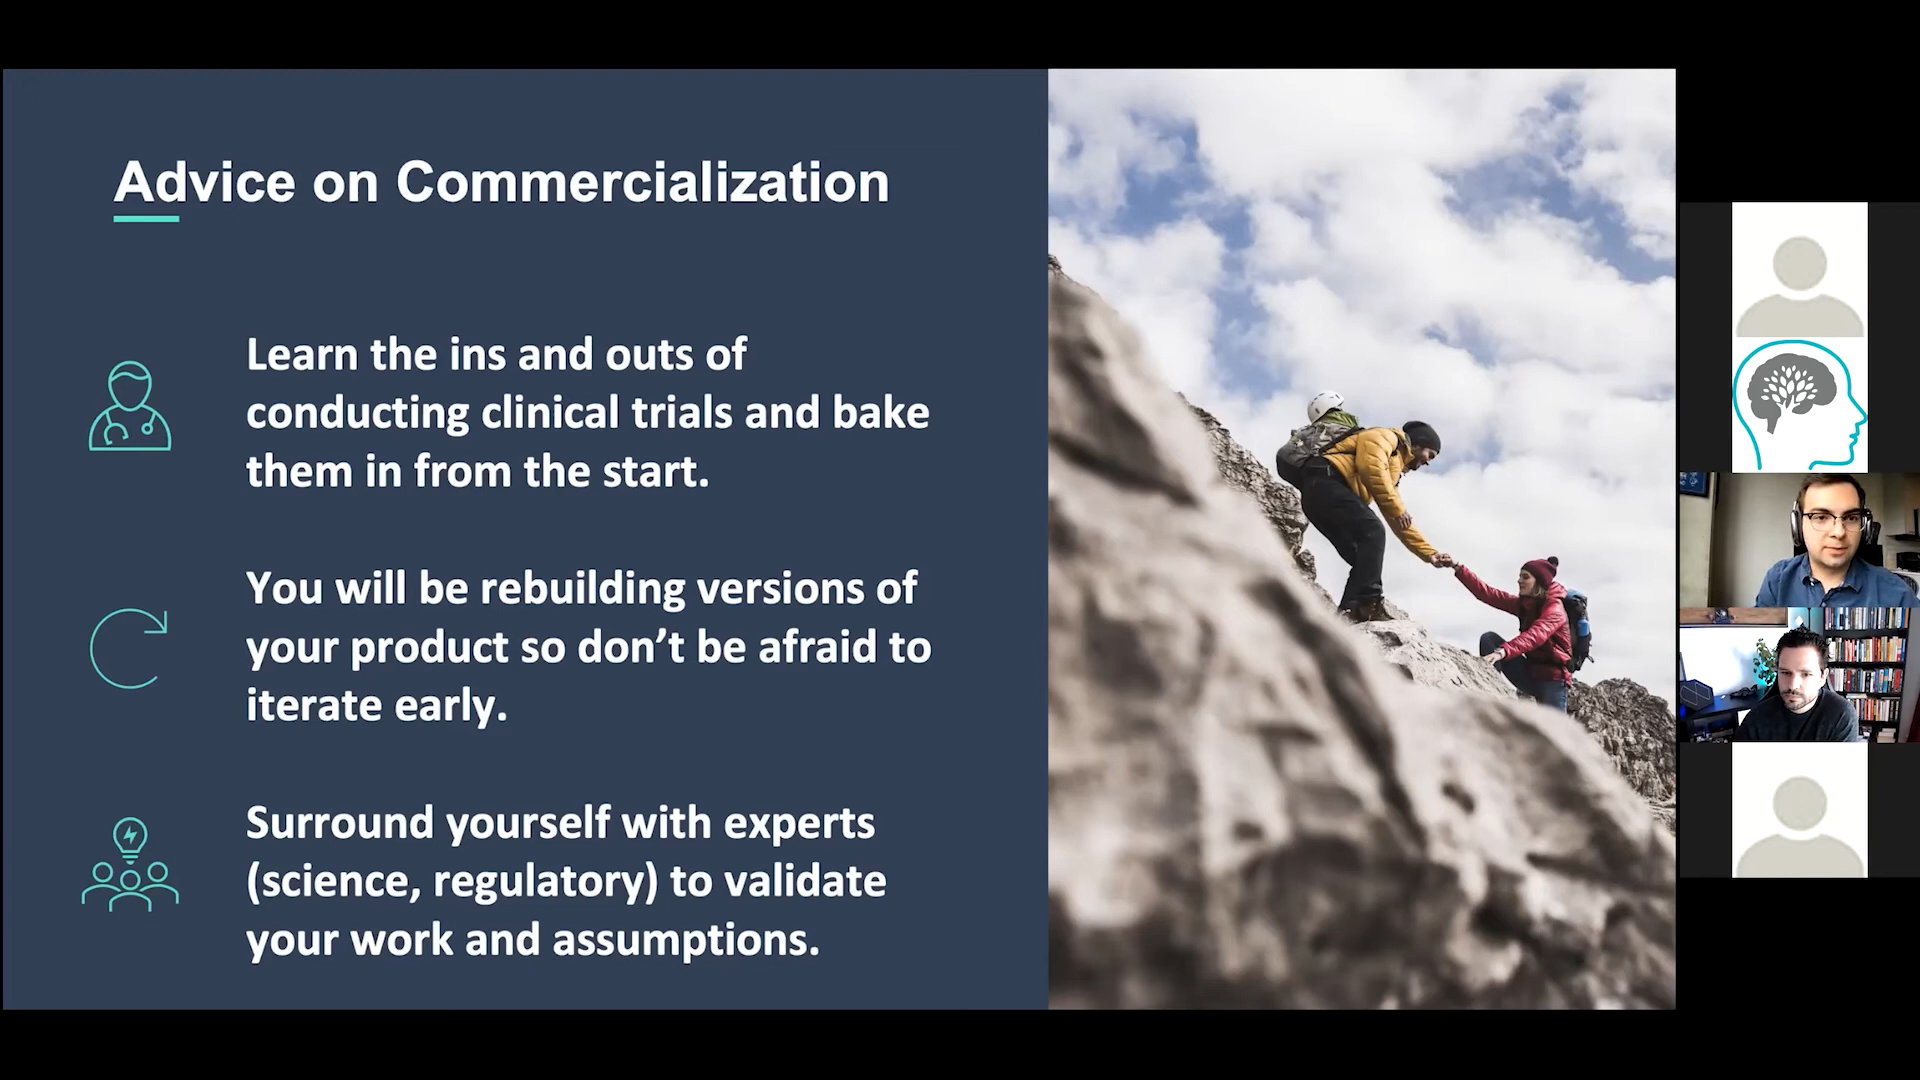 Advice on Commercialization
Learn the ins and outs of
conducting clinical trials and bake
them in from the start.
You will be rebuilding versions of
your product so don’t be afraid to
iterate early.
Surround yourself with experts
(science, regulatory) to validate
your work and assumptions.